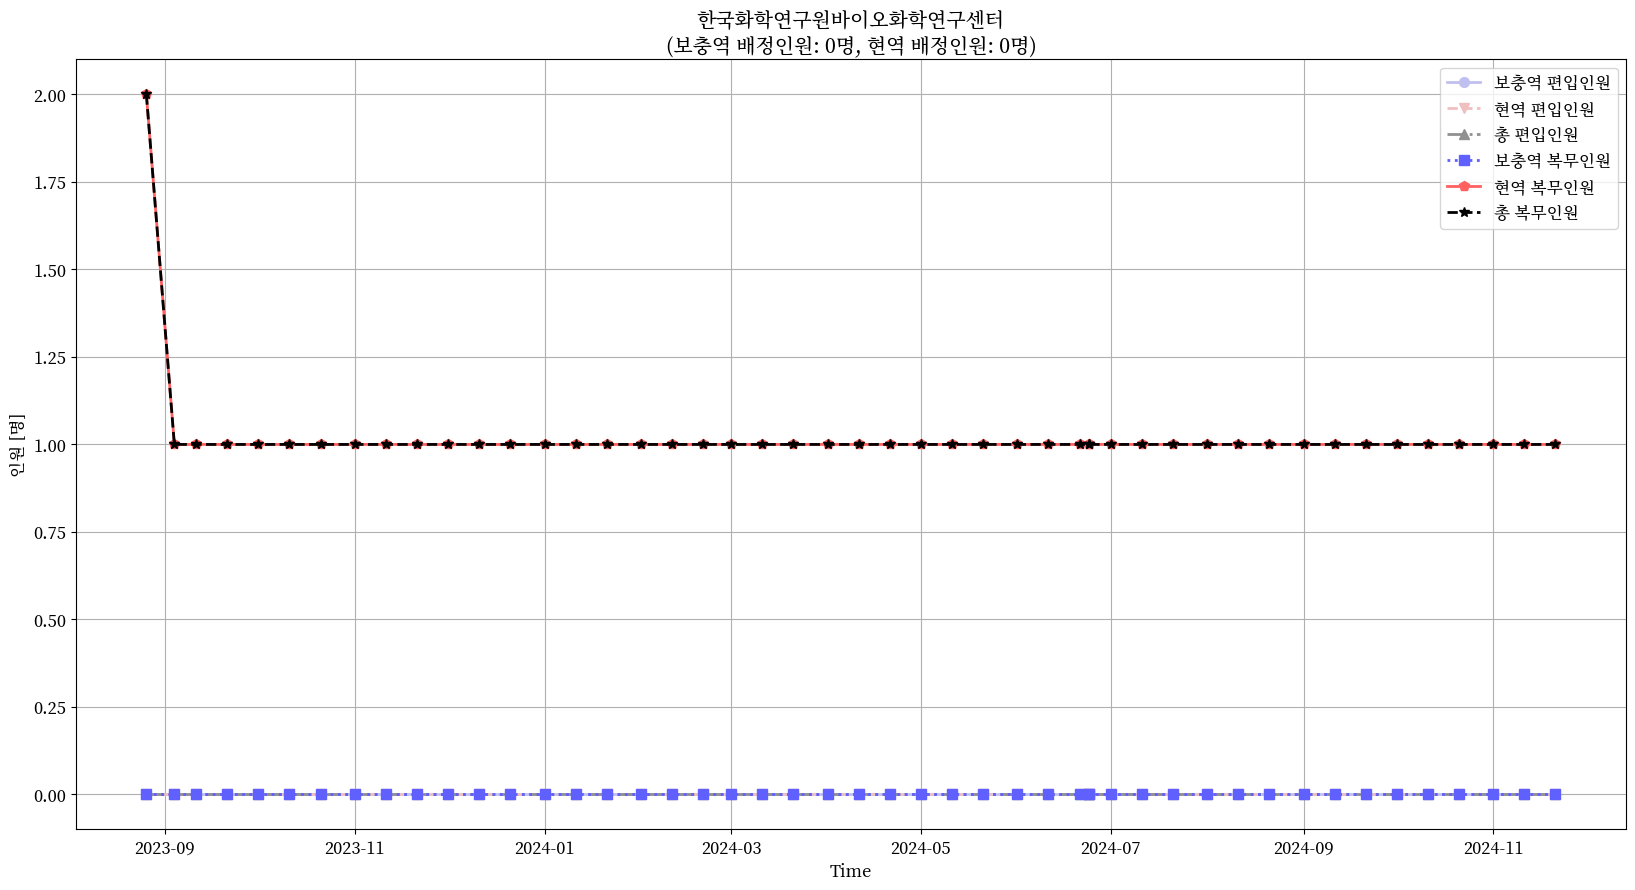 한국화학연구원바이오화학연구센터
(보충역 배정인원: 0명, 현역 배정인원: 0명)
보충역 편입인원
현역 편입인원
총 편입인원
보충역 복무인원
현역 복무인원
총 복무인원
2.00
1.75
1.50
1.25
1.00
0.75
0.50
0.25
0.00
인원 [명]
2023-09
2023-11
2024-01
2024-03
2024-05
2024-07
2024-09
2024-11
Time